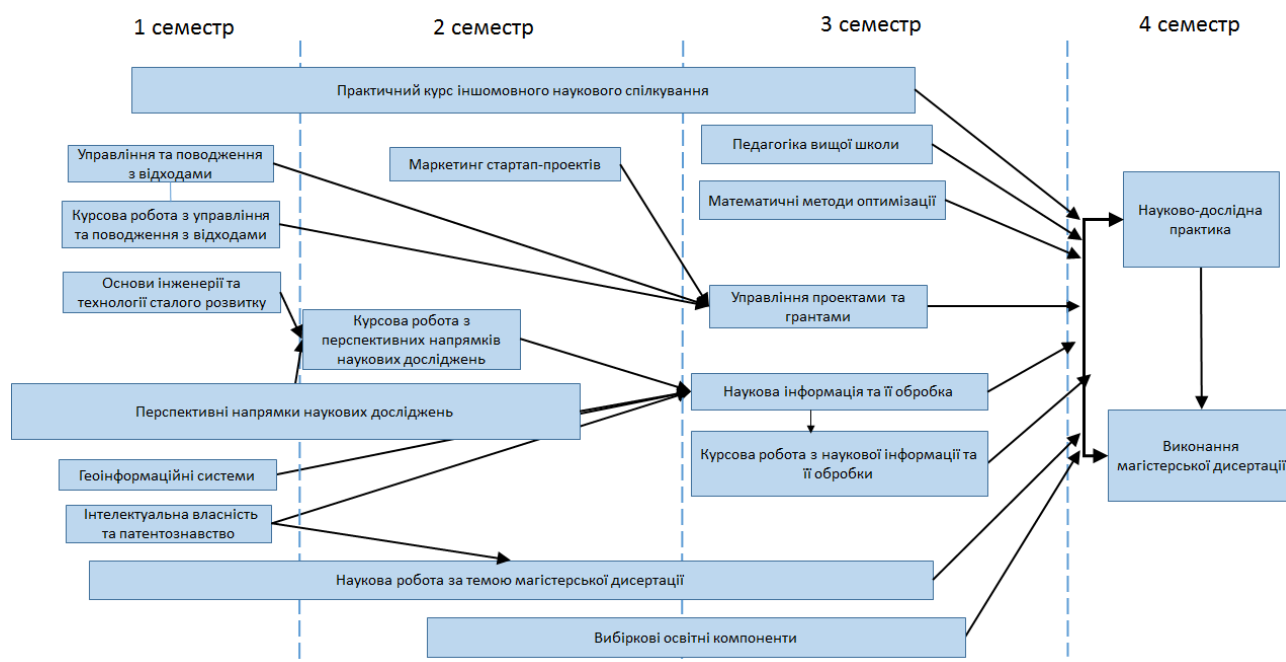 1 семестр
2 семестр
3 семестр
4 семестр
Практичний курс іншомовного наукового спілкування
Управління та поводження
з відходами
Маркетинг стартап-проектів
Педагогіка вищої школи
Математичні методи оптимізації
Науково-дослідна
практика
Курсова робота з управління
та поводження з відходами
Основи інженерії та
технології сталого розвитку
Курсова робота з
перспективних напрямків
наукових досліджень
Управління проектами та
грантами
Перспективні напрямки наукових досліджень
Наукова інформація та її обробка
Курсова робота з наукової інформації та
її обробки
Виконання
магістерської дисертації
Геоінформаційні системи
Інтелектуальна власність
та патентознавство
Наукова робота за темою магістерської дисертації
Вибіркові освітні компоненти